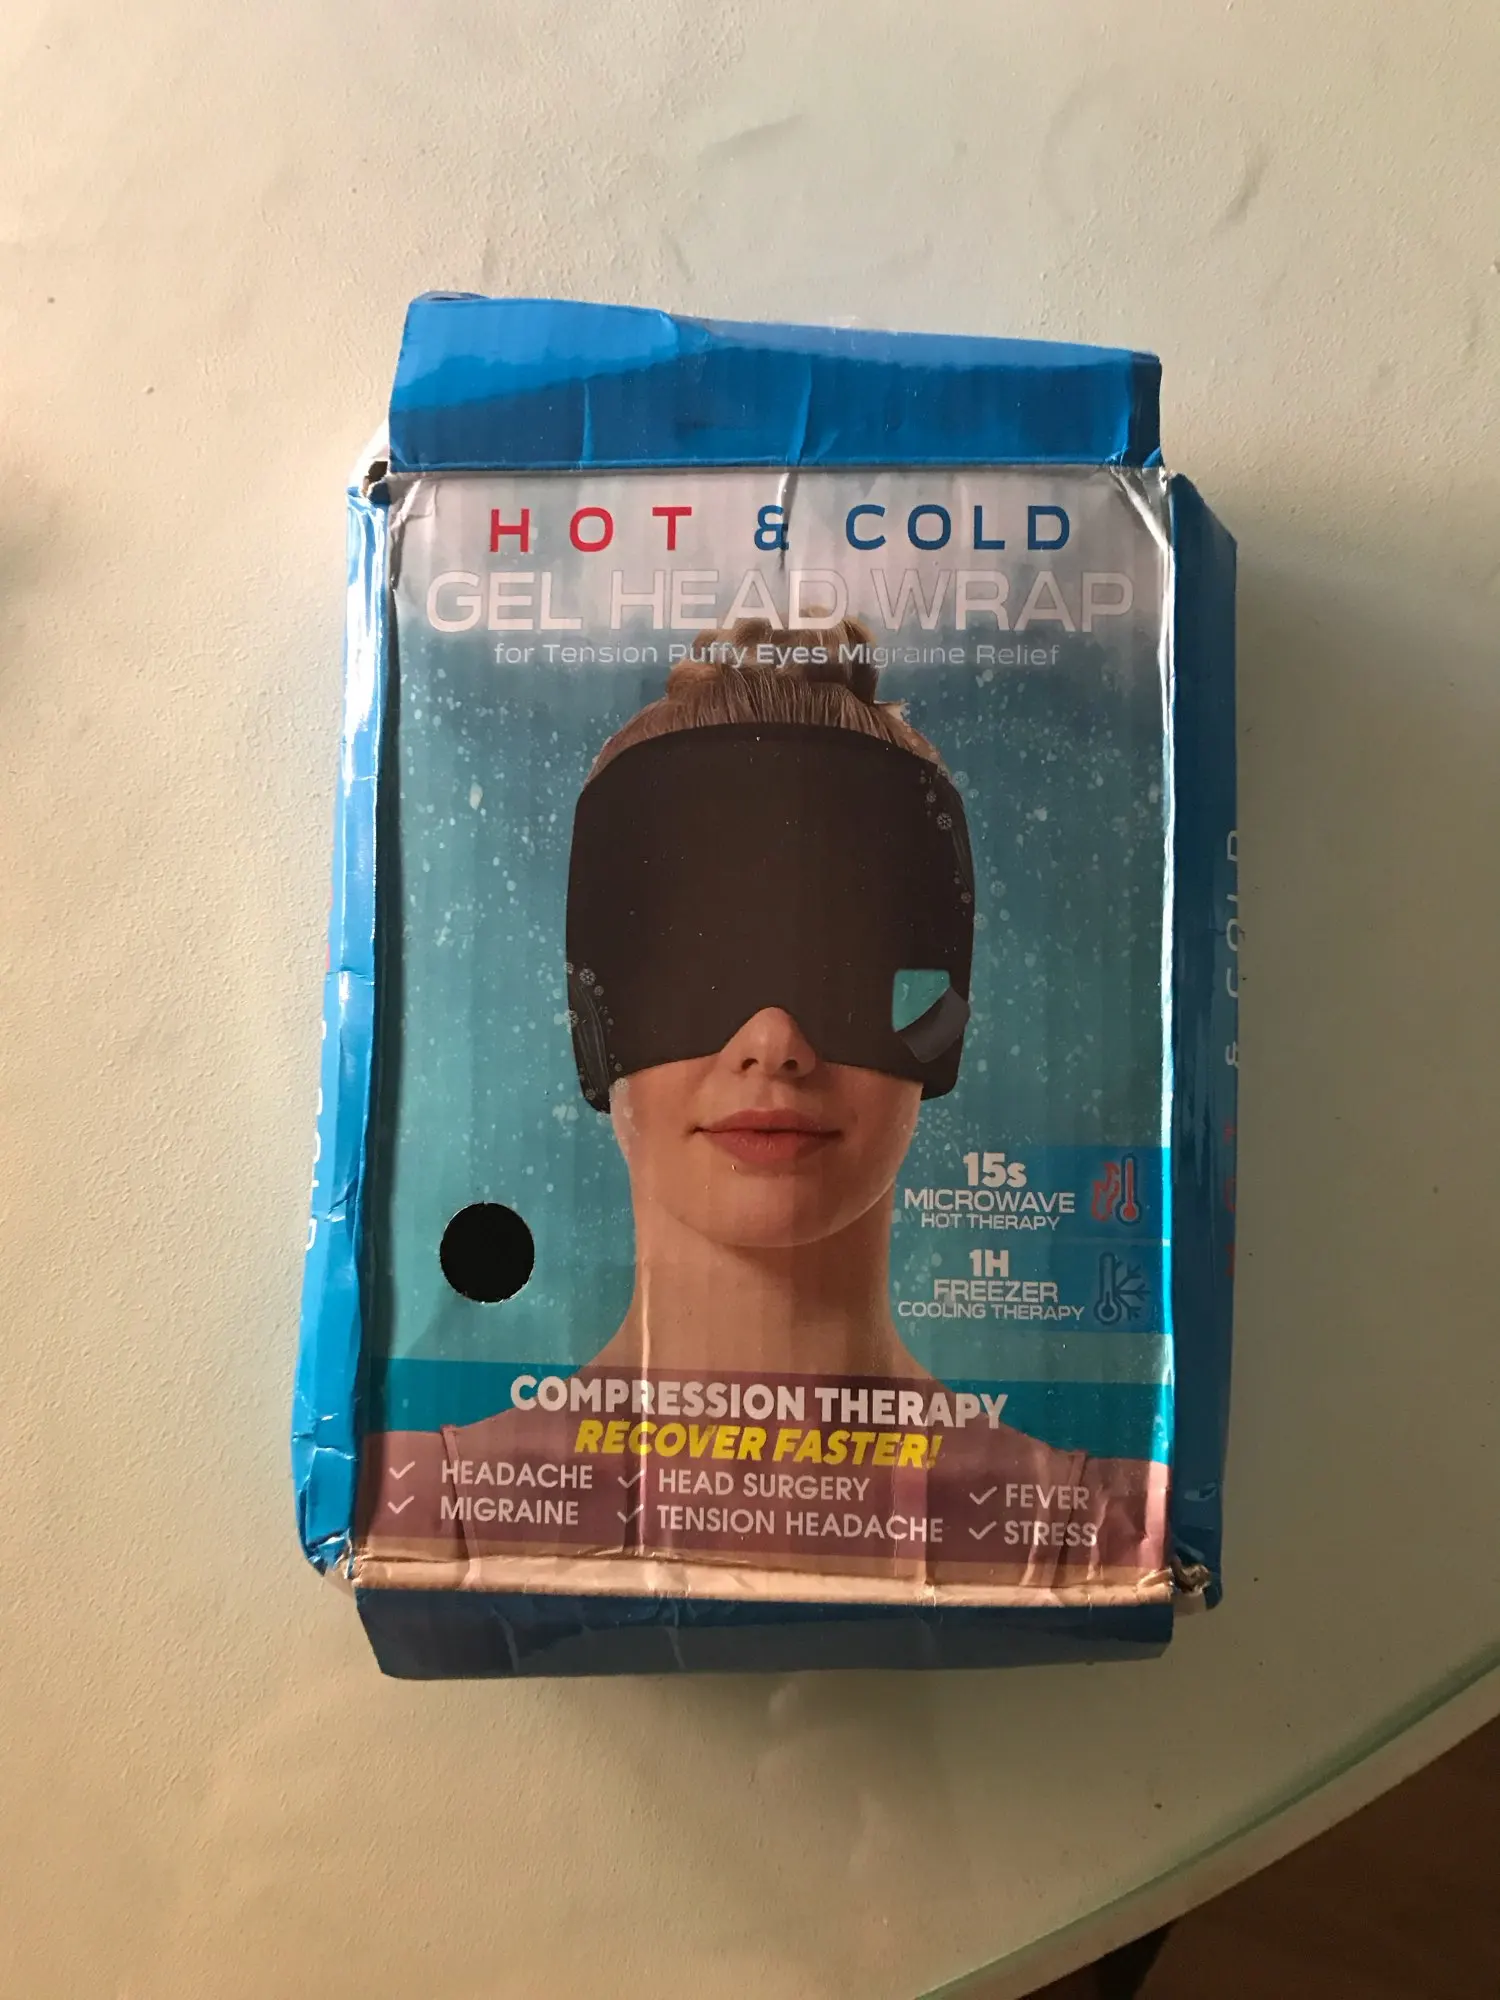 HOT & COLD
GEL HEAD WRAP
for Tension Puffy Eyes Migraine Relief
15s
MICROWAVE
HOT THERAPY
1H
FREEZER
COOLING THERAPY
COMPRESSION THERAPY
RECOVER FASTER!
HEADACHE HEAD SURGERY FEVER
MIGRAINE TENSION HEADACHE STRESS